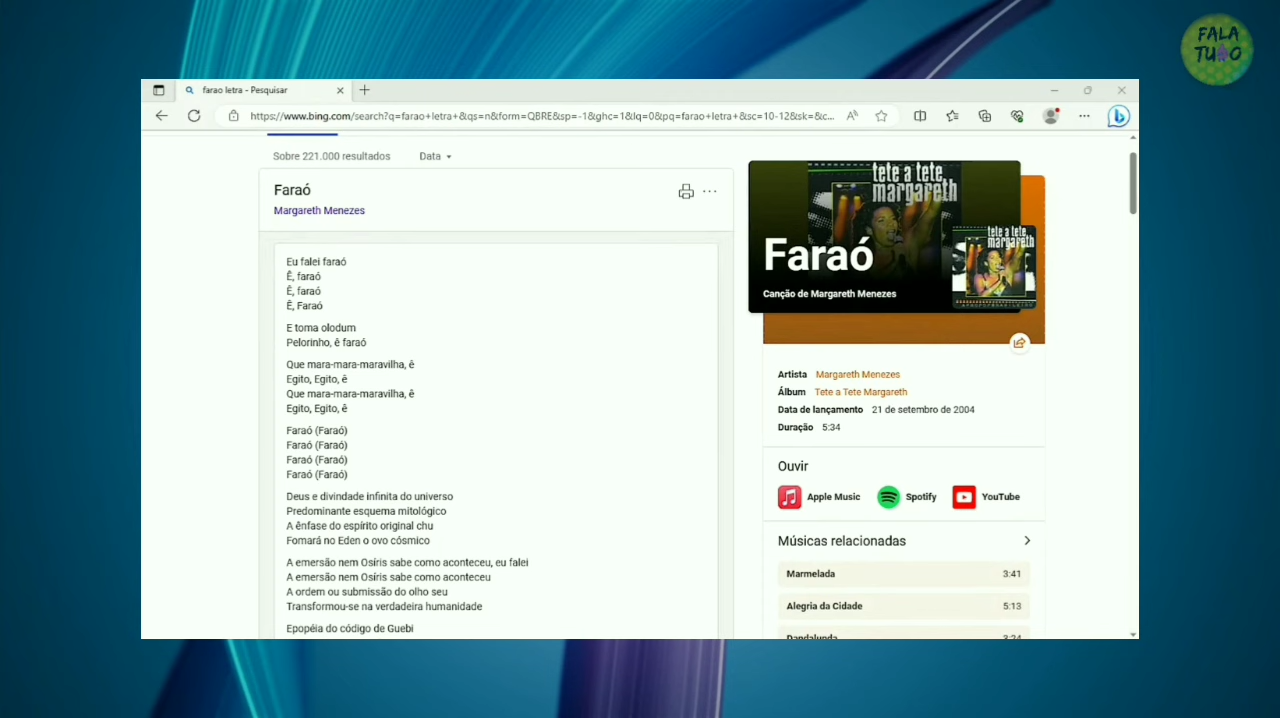 FALA
TUDO
farao letra - Pesquisar
https://www.bing.com/search?q=farao+letra+&qs=n&form=QBRE&sp=-1&ghc=1&lq=0&pq=farao+letra+&sc=10-12&sk=&c...
Sobre 221.000 resultados
Data
Faraó
Margareth Menezes
Eu falei faraó
Ê, faraó
Ê, faraó
Ê, Faraó
E toma olodum
Pelorinho, ê faraó
Que mara-mara-maravilha, ê
Egito, Egito, ê
Que mara-mara-maravilha, ê
Egito, Egito, ê
Faraó (Faraó)
Faraó (Faraó)
Faraó (Faraó)
Faraó (Faraó)
Deus e divindade infinita do universo
Predominante esquema mitológico
A ênfase do espírito original chu
Fomará no Eden o ovo cósmico
A emersão nem Osíris sabe como aconteceu, eu falei
A emersão nem Osíris sabe como aconteceu
A ordem ou submissão do olho seu
Transformou-se na verdadeira humanidade
Epopéia do código de Guebi
tete a tete
margareth
Faraó
Canção de Margareth Menezes
tete a tete
margareth
Artista Margareth Menezes
Álbum Tete a Tete Margareth
Data de lançamento 21 de setembro de 2004
Duração 5:34
Ouvir
Apple Music Spotify YouTube
Músicas relacionadas
Marmelada 3:41
Alegria da Cidade 5:13
Dandalunda 3:24